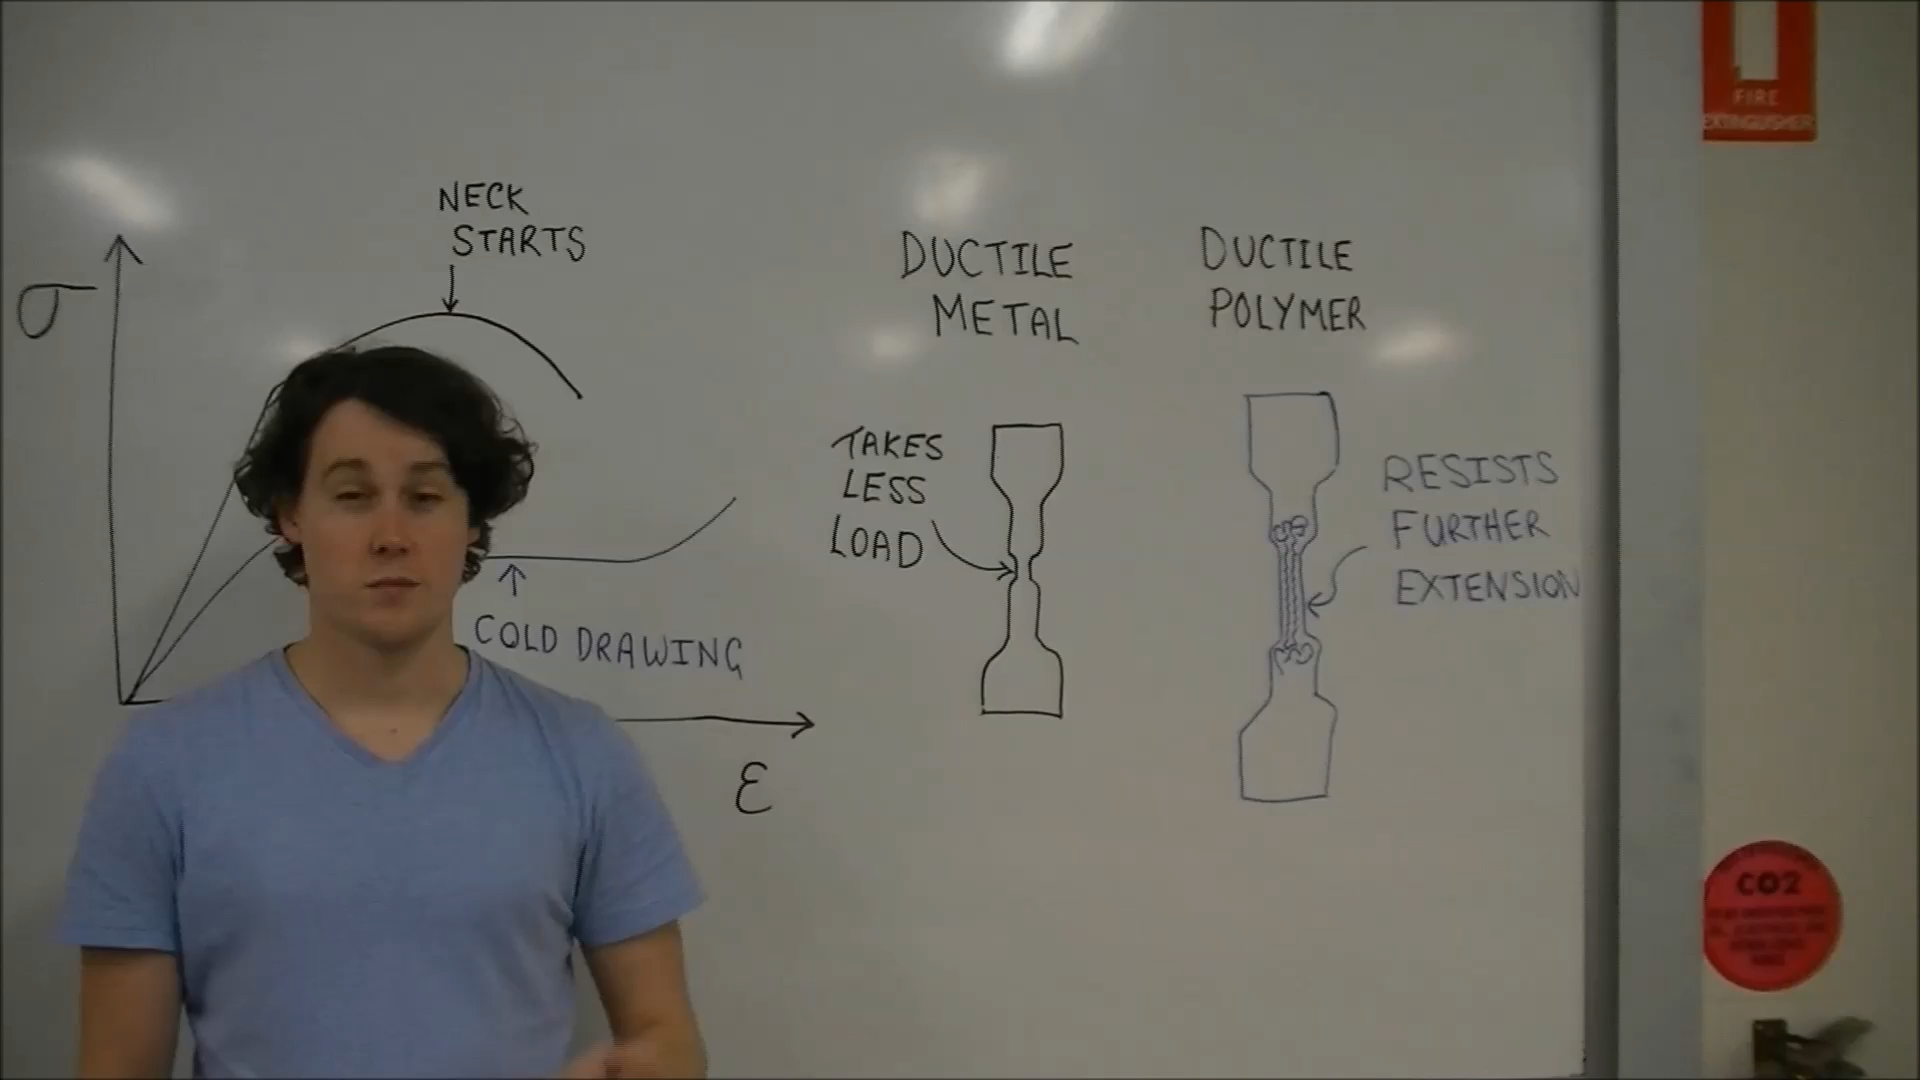 NECK
STARTS
σ
COLD DRAWING
ε
DUCTILE
METAL
TAKES
LESS
LOAD
DUCTILE
POLYMER
RESISTS
FURTHER
EXTENSION
FIRE
EXTINGUISHER
CO2